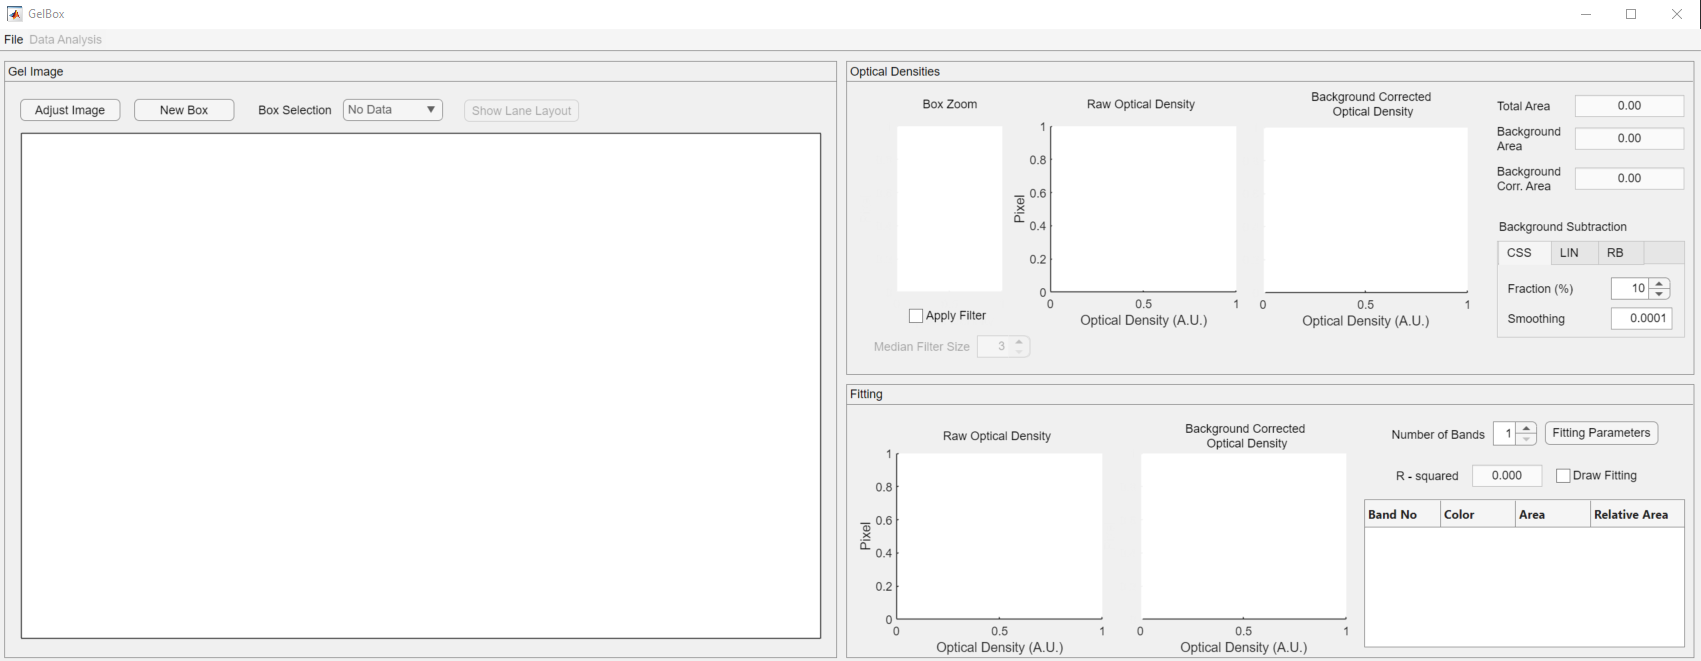 GelBox
File Data Analysis
Gel Image
Adjust Image
New Box
Box Selection
No Data
Show Lane Layout
Optical Densities
Box Zoom
Apply Filter
Median Filter Size
3
Raw Optical Density
1
0.8
0.6
0.4
0.2
0
Pixel
0
0.5
1
Optical Density (A.U.)
Background Corrected
Optical Density
0
0.5
1
Optical Density (A.U.)
Total Area
0.00
Background
Area
0.00
Background
Corr. Area
0.00
Background Subtraction
CSS
LIN
RB
Fraction (%)
10
Smoothing
0.0001
Fitting
Raw Optical Density
1
0.8
0.6
0.4
0.2
0
Pixel
0
0.5
1
Optical Density (A.U.)
Background Corrected
Optical Density
0
0.5
1
Optical Density (A.U.)
Number of Bands
1
Fitting Parameters
R - squared
0.000
Draw Fitting
Band No
Color
Area
Relative Area